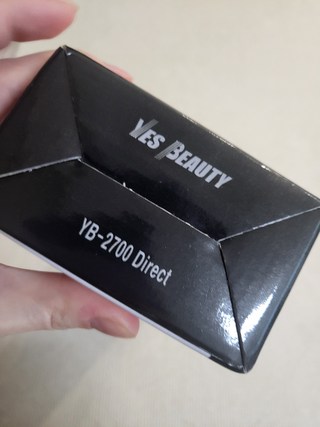 YES BEAUTY
YB-2700 Direct